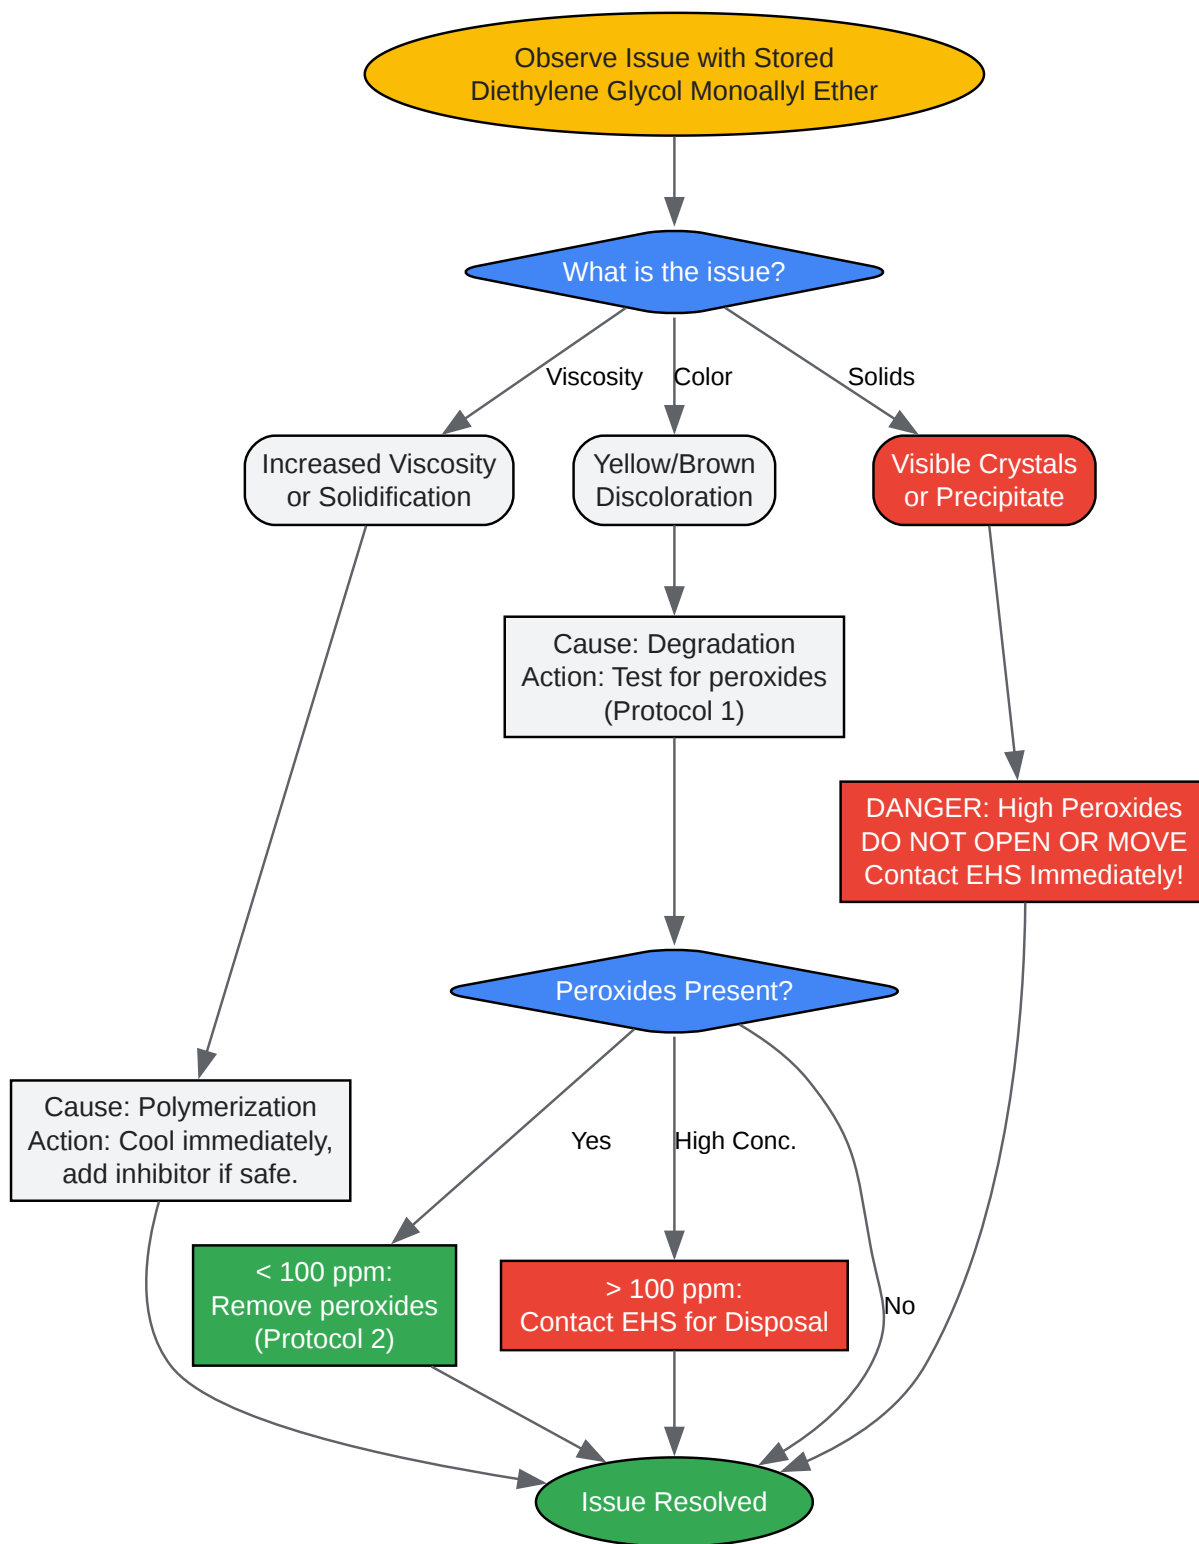 Observe Issue with Stored
Diethylene Glycol Monoallyl Ether
What is the issue?
Viscosity
Color
Solids
Increased Viscosity
or Solidification
Yellow/Brown
Discoloration
Visible Crystals
or Precipitate
Cause: Degradation
Action: Test for peroxides
(Protocol 1)
DANGER: High Peroxides
DO NOT OPEN OR MOVE
Contact EHS Immediately!
Peroxides Present?
Cause: Polymerization
Action: Cool immediately,
add inhibitor if safe.
Yes
High Conc.
No
< 100 ppm:
Remove peroxides
(Protocol 2)
> 100 ppm:
Contact EHS for Disposal
Issue Resolved